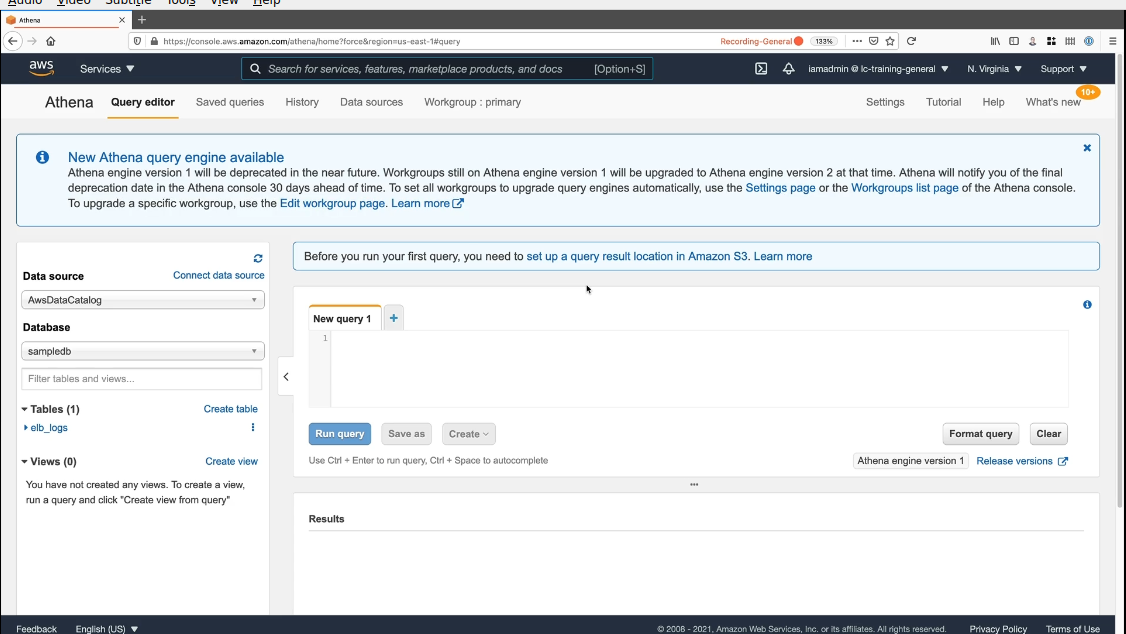 Audio Video Subtitle Tools View Help
Athena
https://console.aws.amazon.com/athena/home?force&region=us-east-1#query Recording-General 133%
aws Services Search for services, features, marketplace products, and docs [Option+S] iamadmin @ lc-training-general N. Virginia Support
Athena Query editor Saved queries History Data sources Workgroup : primary Settings Tutorial Help What's new 10+
New Athena query engine available
Athena engine version 1 will be deprecated in the near future. Workgroups still on Athena engine version 1 will be upgraded to Athena engine version 2 at that time. Athena will notify you of the final
deprecation date in the Athena console 30 days ahead of time. To set all workgroups to upgrade query engines automatically, use the Settings page or the Workgroups list page of the Athena console.
To upgrade a specific workgroup, use the Edit workgroup page. Learn more
Before you run your first query, you need to set up a query result location in Amazon S3. Learn more
Data source Connect data source
AwsDataCatalog
Database
sampledb
Filter tables and views...
Tables (1) Create table
elb_logs
Views (0) Create view
You have not created any views. To create a view,
run a query and click "Create view from query"
New query 1 +
1
Run query Save as Create Format query Clear
Use Ctrl + Enter to run query, Ctrl + Space to autocomplete Athena engine version 1 Release versions
Results
Feedback English (US) © 2008 - 2021, Amazon Web Services, Inc. or its affiliates. All rights reserved. Privacy Policy Terms of Use